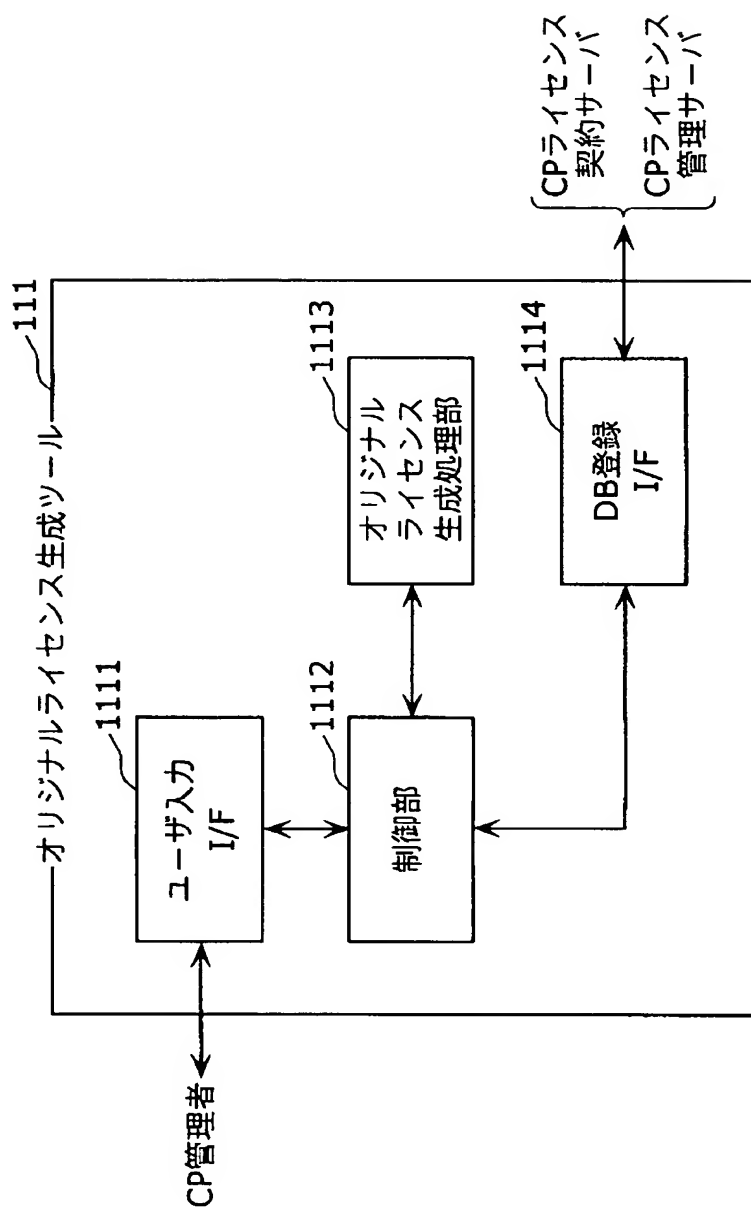 オリジナルライセンス生成ツール
111
CP管理者
1111
ユーザ入力
I/F
1112
制御部
1113
オリジナル
ライセンス
生成処理部
1114
DB登録
I/F
CPライセンス
契約サーバ
CPライセンス
管理サーバ